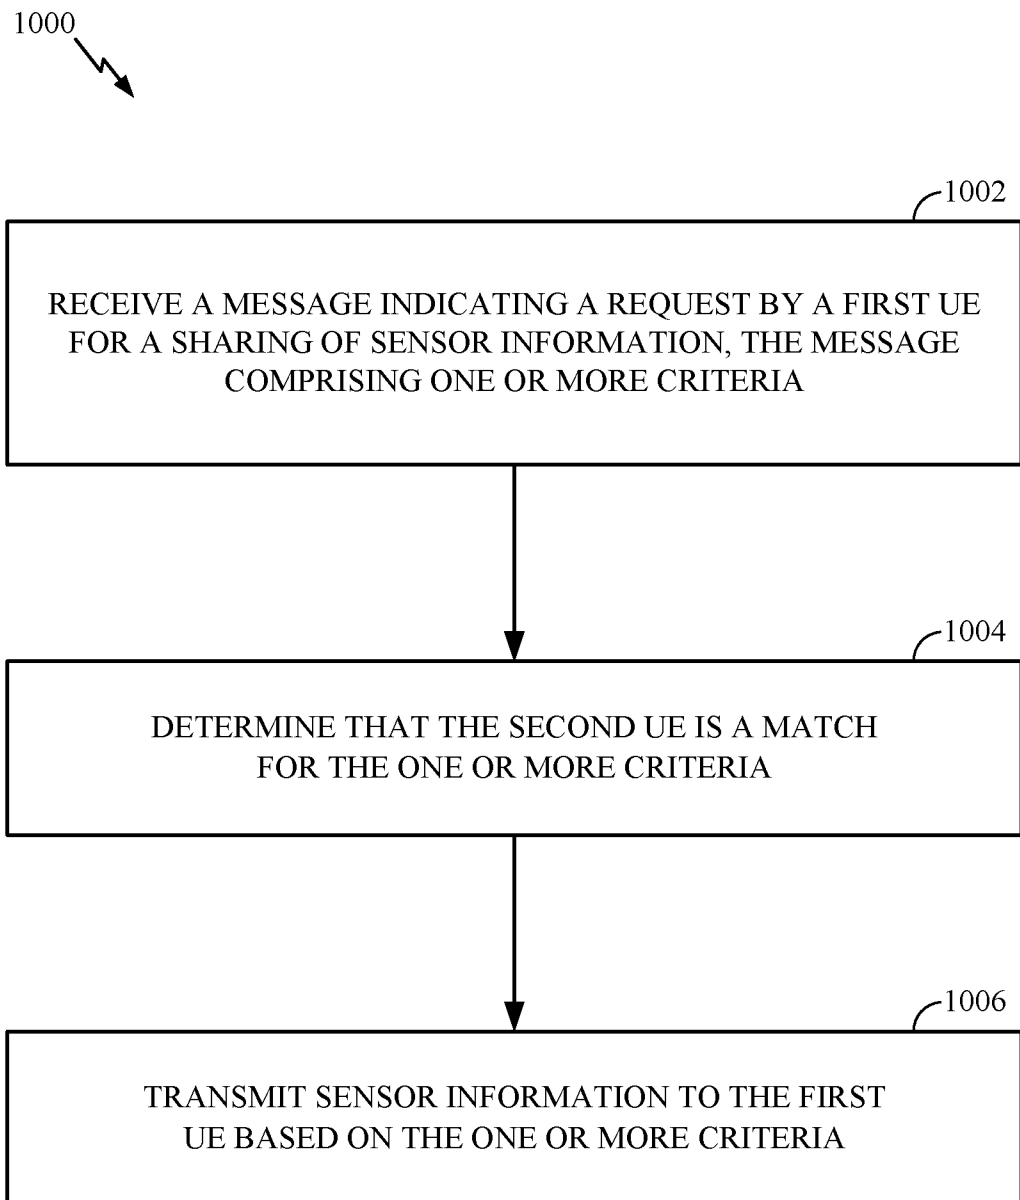 1000
1002
RECEIVE A MESSAGE INDICATING A REQUEST BY A FIRST UE
FOR A SHARING OF SENSOR INFORMATION, THE MESSAGE
COMPRISING ONE OR MORE CRITERIA
1004
DETERMINE THAT THE SECOND UE IS A MATCH
FOR THE ONE OR MORE CRITERIA
1006
TRANSMIT SENSOR INFORMATION TO THE FIRST
UE BASED ON THE ONE OR MORE CRITERIA